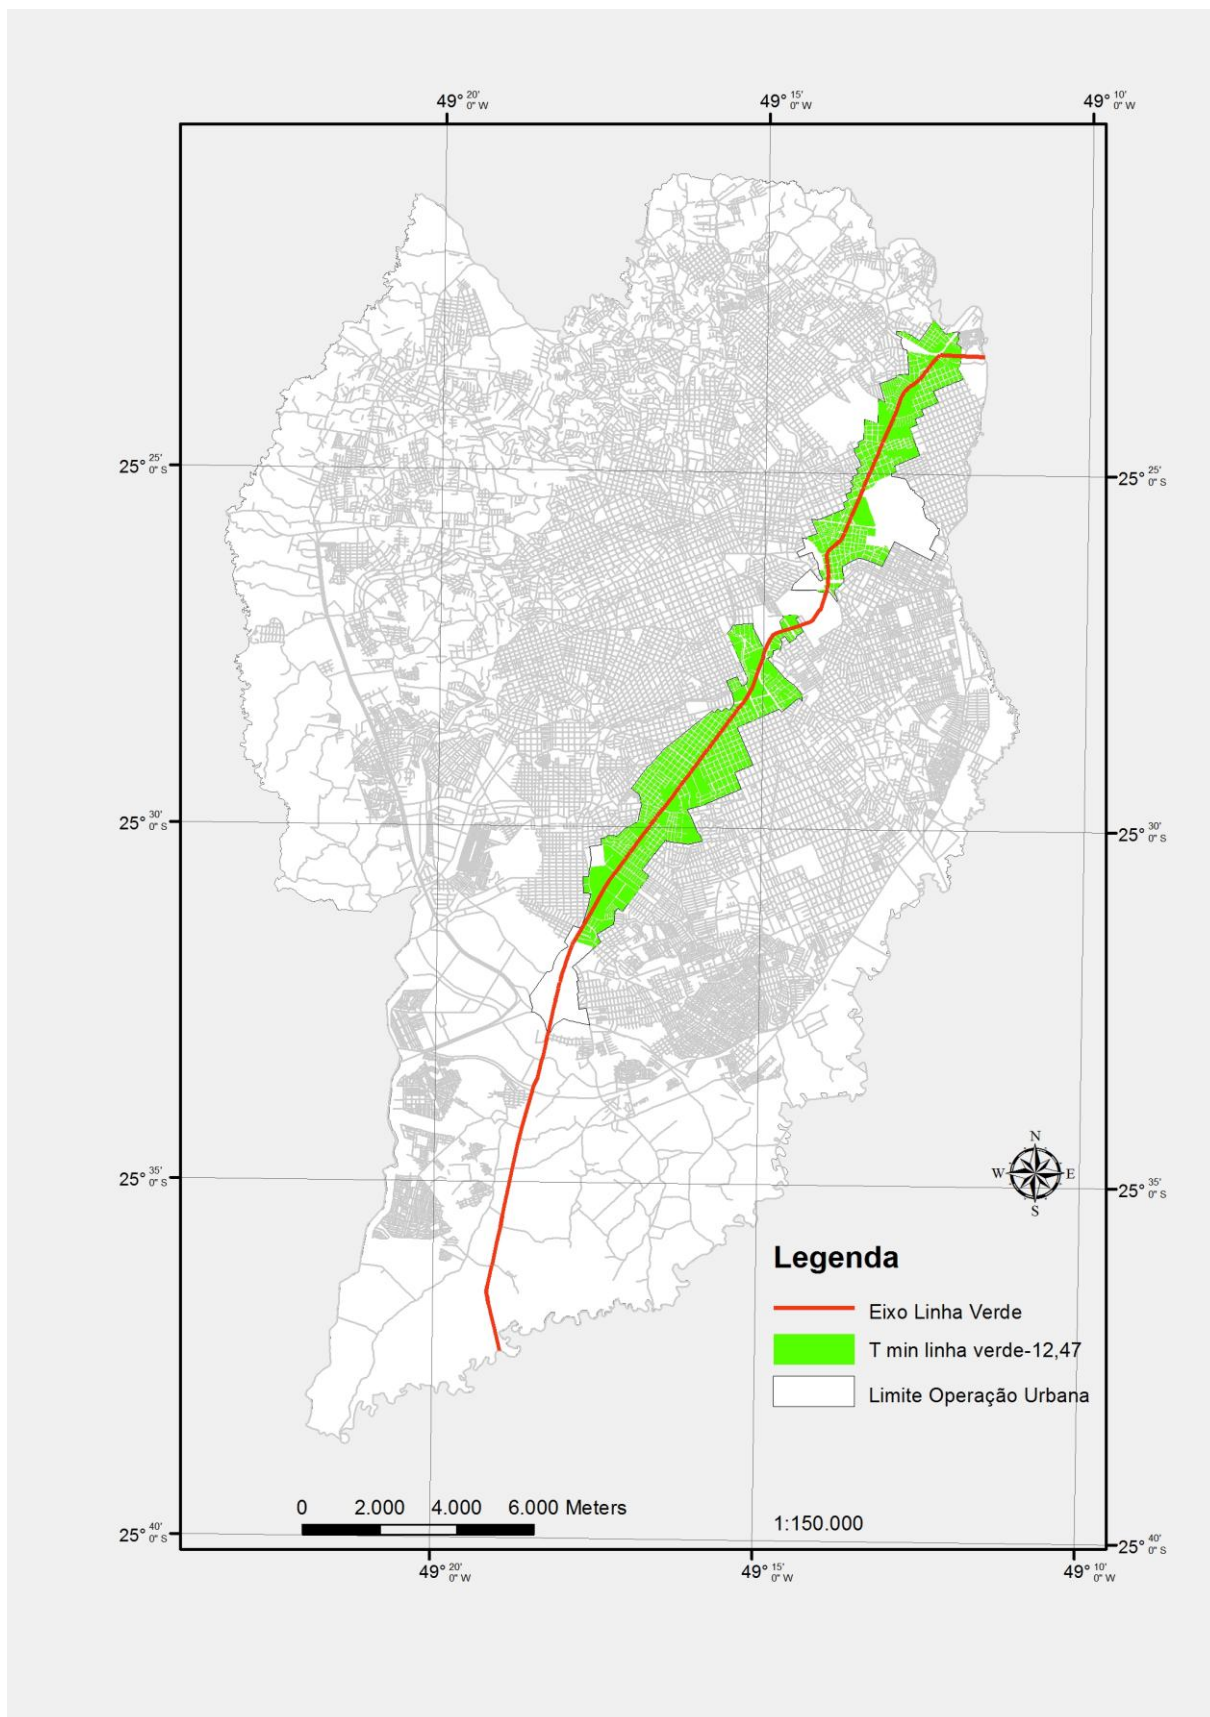 49° 20' 0" W
49° 15' 0" W
49° 10' 0" W
25° 25' 0" S
25° 25' 0" S
25° 30' 0" S
25° 30' 0" S
N
W E
S
25° 35' 0" S
25° 35' 0" S
Legenda
Eixo Linha Verde
T min linha verde-12,47
Limite Operação Urbana
0 2.000 4.000 6.000 Meters
1:150.000
25° 40' 0" S
25° 40' 0" S
49° 20' 0" W
49° 15' 0" W
49° 10' 0" W